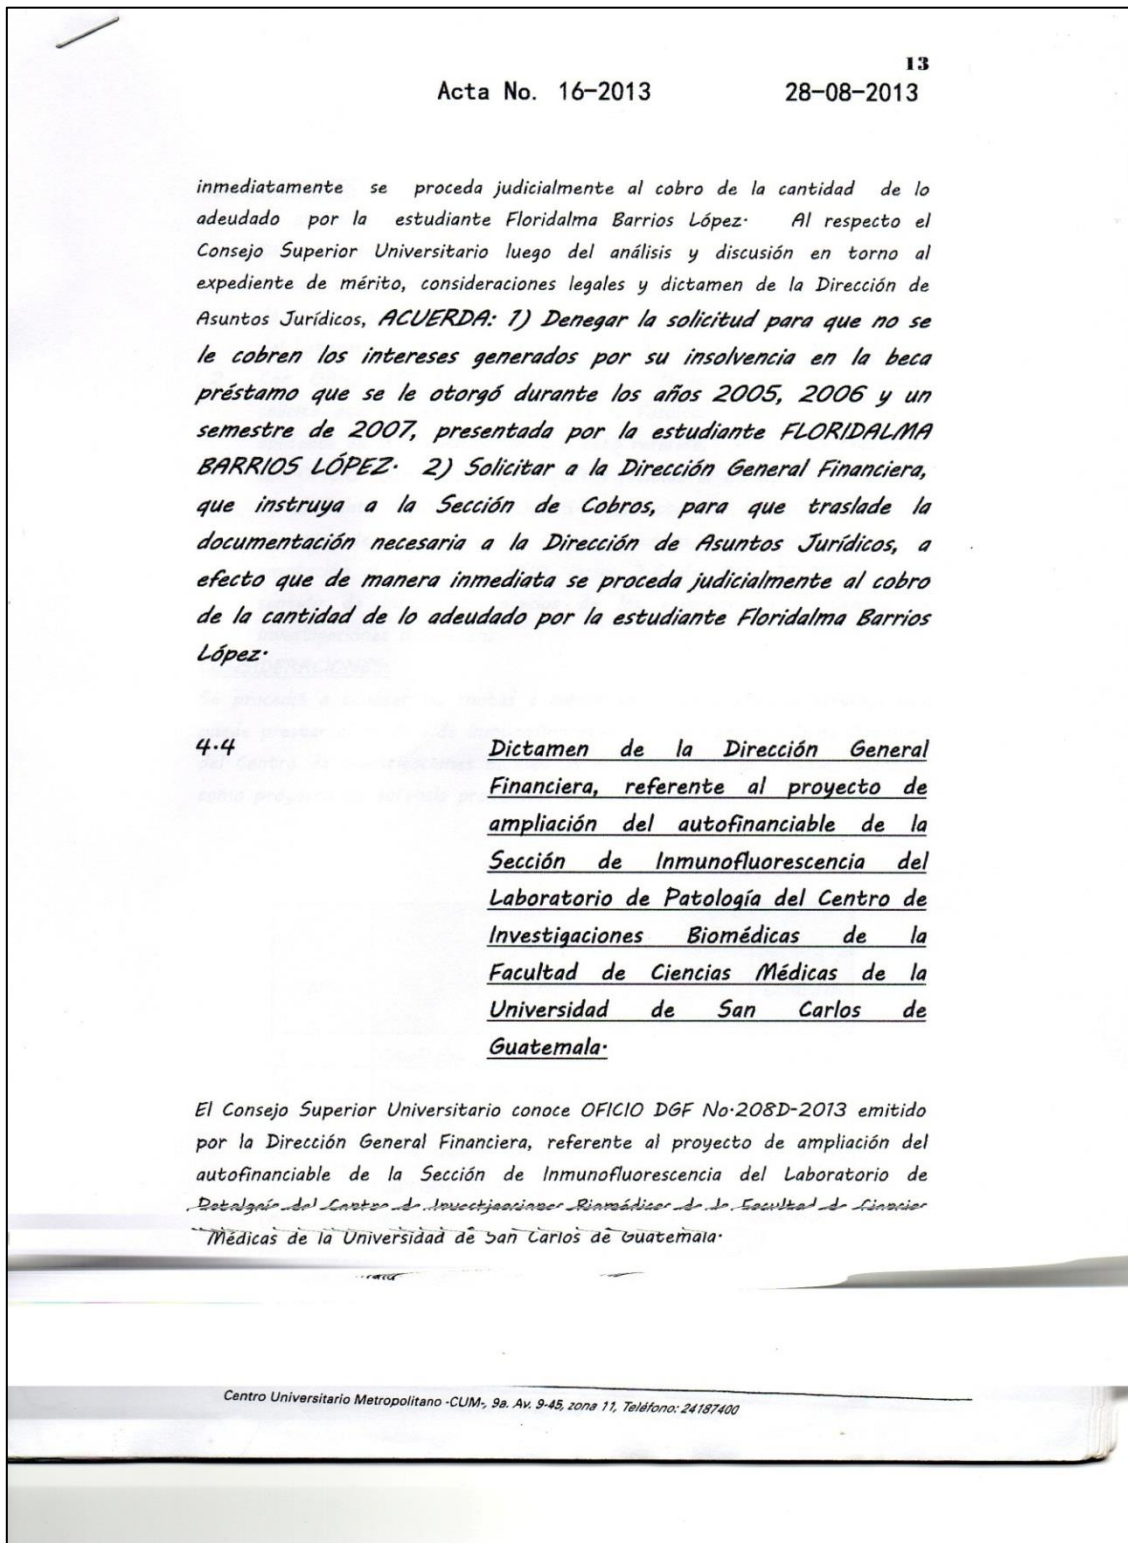 13
Acta No. 16-2013 28-08-2013
inmediatamente se proceda judicialmente al cobro de la cantidad de lo
adeudado por la estudiante Floridalma Barrios López· Al respecto el
Consejo Superior Universitario luego del análisis y discusión en torno al
expediente de mérito, consideraciones legales y dictamen de la Dirección de
Asuntos Jurídicos, ACUERDA: 1) Denegar la solicitud para que no se
le cobren los intereses generados por su insolvencia en la beca
préstamo que se le otorgó durante los años 2005, 2006 y un
semestre de 2007, presentada por la estudiante FLORIDALMA
BARRIOS LÓPEZ· 2) Solicitar a la Dirección General Financiera,
que instruya a la Sección de Cobros, para que traslade la
documentación necesaria a la Dirección de Asuntos Jurídicos, a
efecto que de manera inmediata se proceda judicialmente al cobro
de la cantidad de lo adeudado por la estudiante Floridalma Barrios
López·
4·4 Dictamen de la Dirección General
Financiera, referente al proyecto de
ampliación del autofinanciable de la
Sección de Inmunofluorescencia del
Laboratorio de Patología del Centro de
Investigaciones Biomédicas de la
Facultad de Ciencias Médicas de la
Universidad de San Carlos de
Guatemala·
El Consejo Superior Universitario conoce OFICIO DGF No·208D-2013 emitido
por la Dirección General Financiera, referente al proyecto de ampliación del
autofinanciable de la Sección de Inmunofluorescencia del Laboratorio de
Patología del Centro de Investigaciones Biomédicas de la Facultad de Ciencias
Médicas de la Universidad de San Carlos de Guatemala·
Centro Universitario Metropolitano -CUM-, 9a. Av. 9-45, zona 11, Teléfono: 24187400